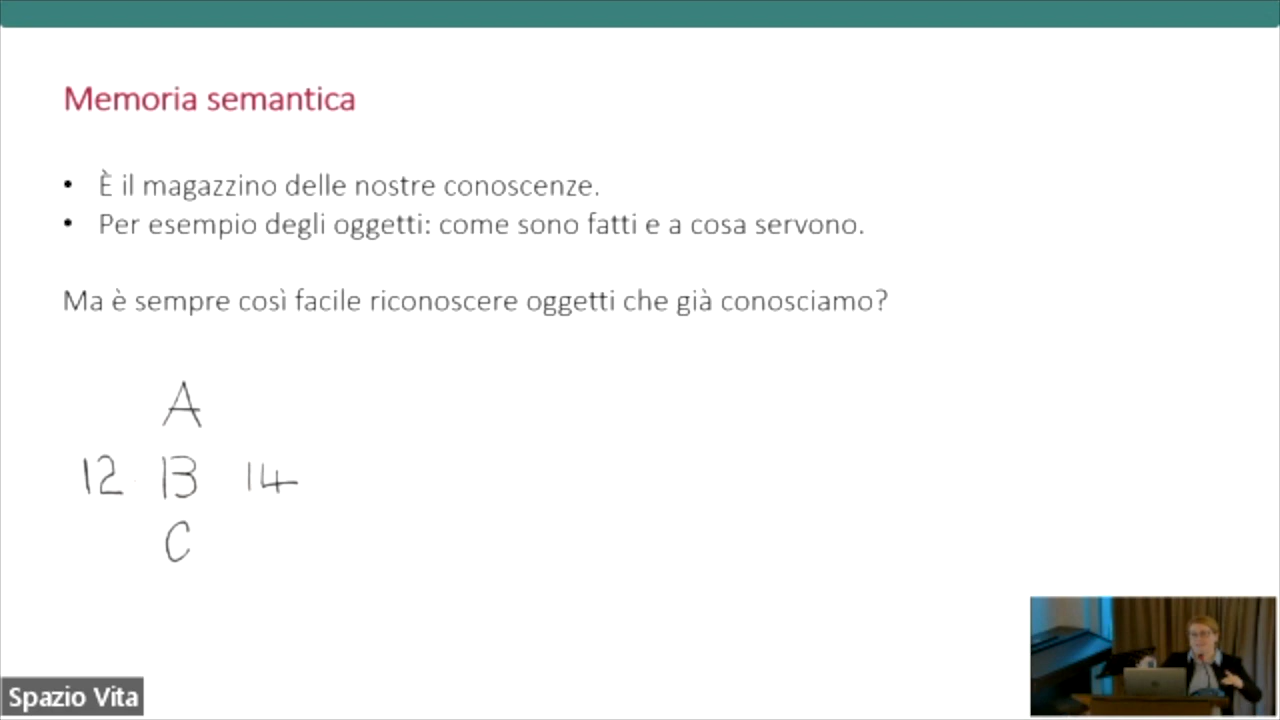 Memoria semantica
• È il magazzino delle nostre conoscenze.
• Per esempio degli oggetti: come sono fatti e a cosa servono.
Ma è sempre così facile riconoscere oggetti che già conosciamo?
A
12 13 14
C
Spazio Vita